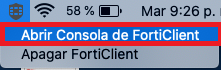 58 % Mar 9:26 p.
Abrir Consola de FortiClient
Apagar FortiClient